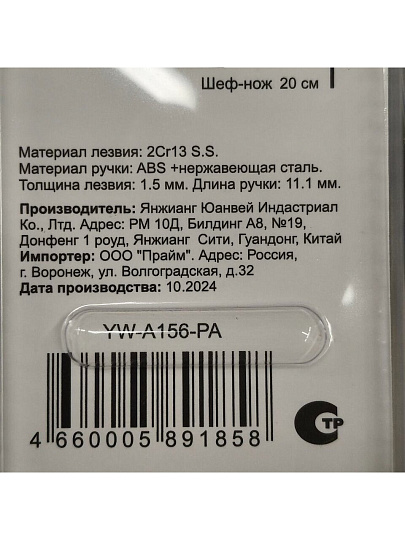 Шеф-нож 20 см
Материал лезвия: 2Cr13 S.S.
Материал ручки: ABS +нержавеющая сталь.
Толщина лезвия: 1.5 мм. Длина ручки: 11.1 мм.
Производитель: Янжианг Юанвей Индастриал
Ко., Лтд. Адрес: РМ 10Д, Билдинг А8, №19,
Донфенг 1 роуд, Янжианг Сити, Гуандонг, Китай
Импортер: ООО "Прайм". Адрес: Россия,
г. Воронеж, ул. Волгоградская, д.32
Дата производства: 10.2024
YW-A156-PA
4 660005 891858
СТР